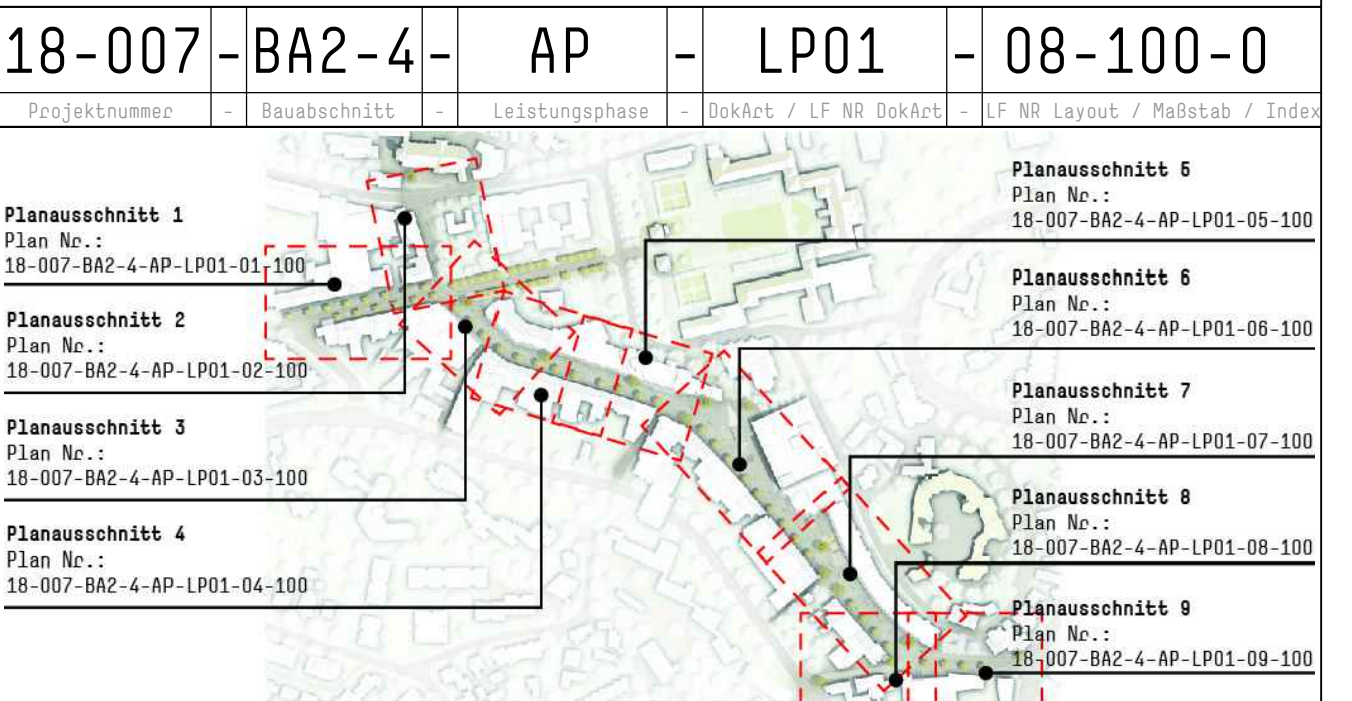 18-007 - BA2-4 - AP - LP01 - 08-100-0
Projektnummer - Bauabschnitt - Leistungsphase - DokArt / LF NR DokArt - LF NR Layout / Maßstab / Index
Planausschnitt 1
Plan Nr.:
18-007-BA2-4-AP-LP01-01-100
Planausschnitt 2
Plan Nr.:
18-007-BA2-4-AP-LP01-02-100
Planausschnitt 3
Plan Nr.:
18-007-BA2-4-AP-LP01-03-100
Planausschnitt 4
Plan Nr.:
18-007-BA2-4-AP-LP01-04-100
Planausschnitt 5
Plan Nr.:
18-007-BA2-4-AP-LP01-05-100
Planausschnitt 6
Plan Nr.:
18-007-BA2-4-AP-LP01-06-100
Planausschnitt 7
Plan Nr.:
18-007-BA2-4-AP-LP01-07-100
Planausschnitt 8
Plan Nr.:
18-007-BA2-4-AP-LP01-08-100
Planausschnitt 9
Plan Nr.:
18-007-BA2-4-AP-LP01-09-100